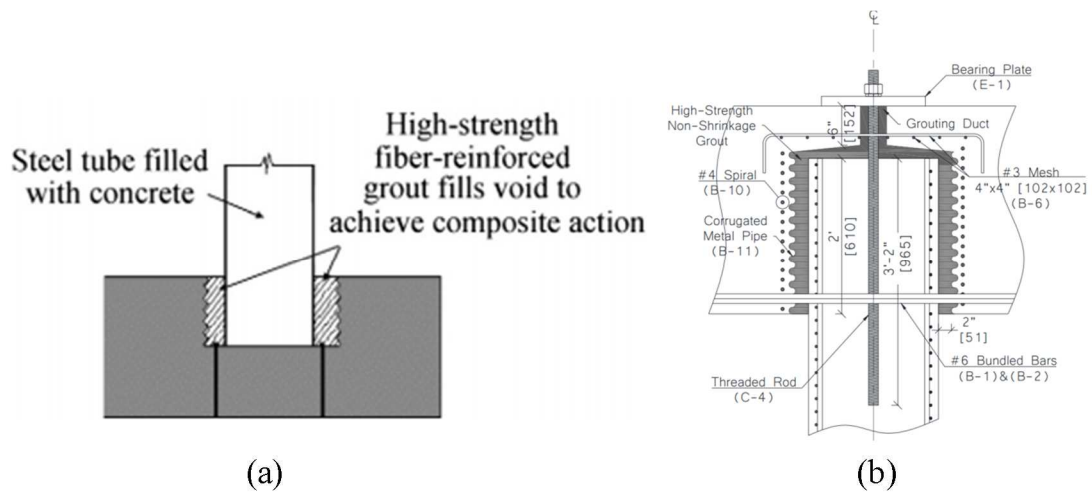 Steel tube filled
with concrete
High-strength
fiber-reinforced
grout fills void to
achieve composite action
(a)
℄
Bearing Plate
(E-1)
High-Strength
Non-Shrinkage
Grout
6"
[152]
Grouting Duct
#4 Spiral
(B-10)
#3 Mesh
4"x4" [102x102]
(B-6)
Corrugated
Metal Pipe
(B-11)
2'
[610]
3'-2"
[965]
2"
[51]
#6 Bundled Bars
(B-1)&(B-2)
Threaded Rod
(C-4)
(b)